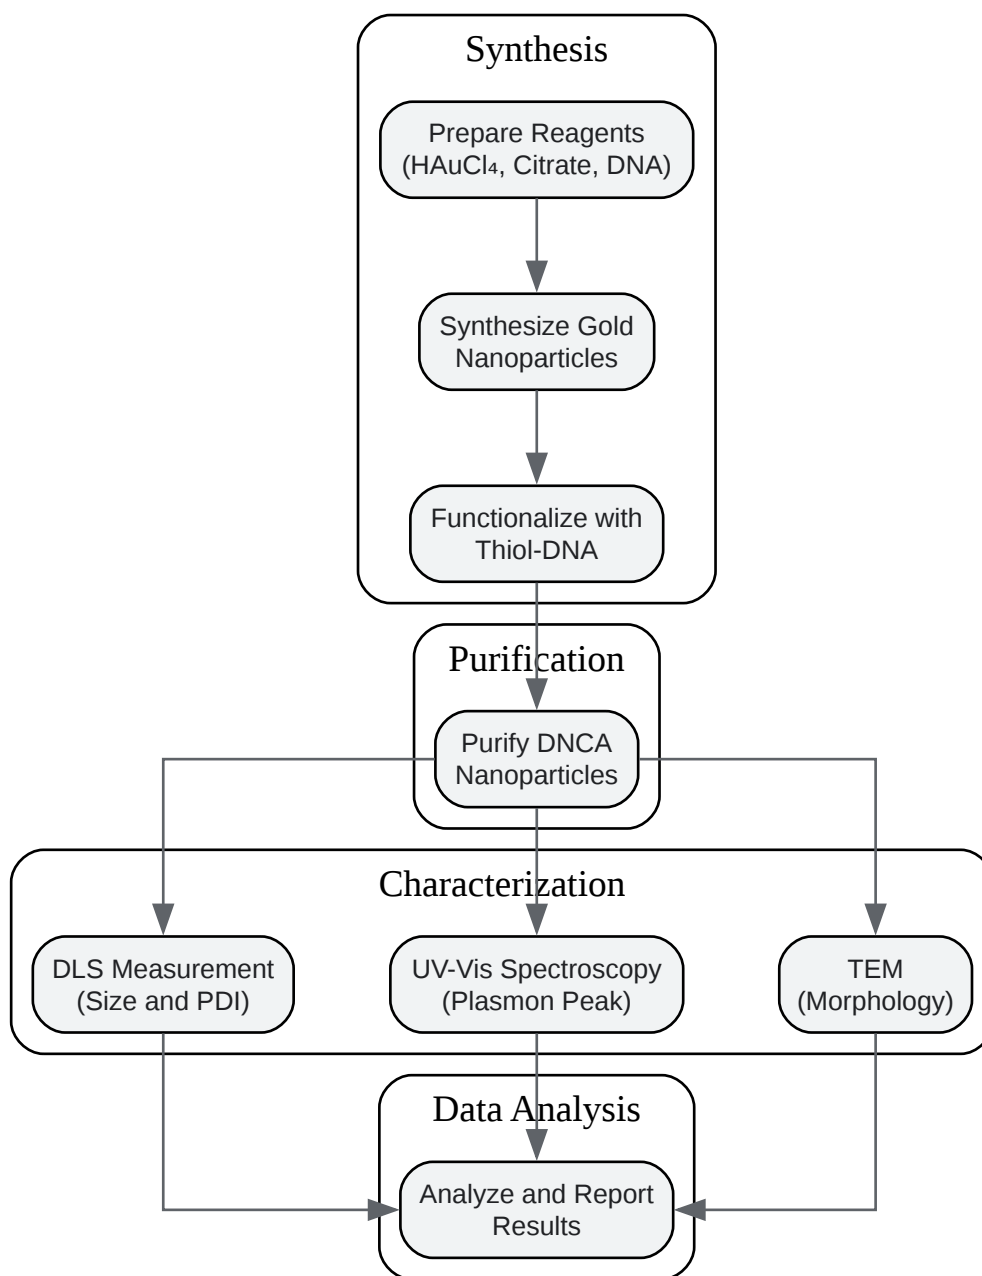 Synthesis
Prepare Reagents
(HAuCl₄, Citrate, DNA)
Synthesize Gold
Nanoparticles
Functionalize with
Thiol-DNA
Purification
Purify DNCA
Nanoparticles
Characterization
DLS Measurement
(Size and PDI)
UV-Vis Spectroscopy
(Plasmon Peak)
TEM
(Morphology)
Data Analysis
Analyze and Report
Results